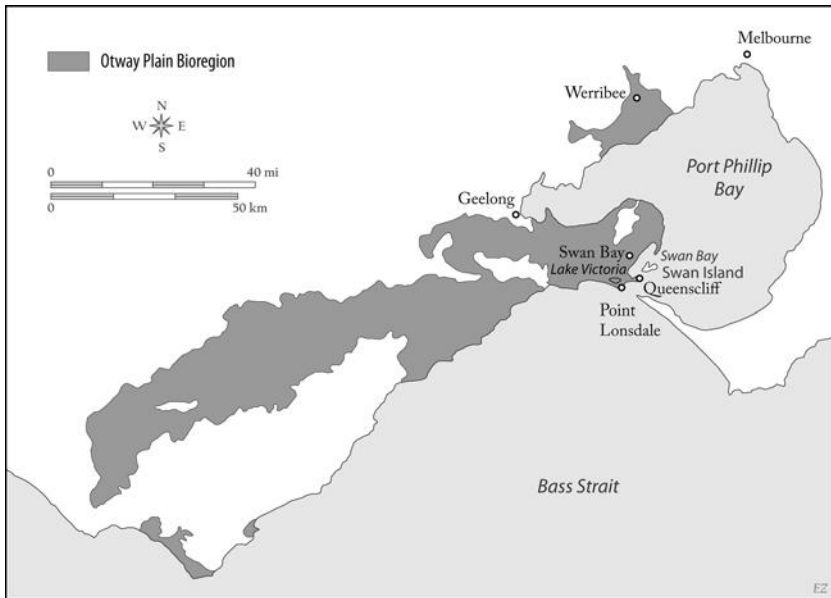 Otway Plain Bioregion
N
W E
S
0 40 mi
0 50 km
Melbourne
Werribee
Port Phillip
Bay
Geelong
Swan Bay
Swan Bay
Lake Victoria
Swan Island
Queenscliff
Point
Lonsdale
Bass Strait
EZ